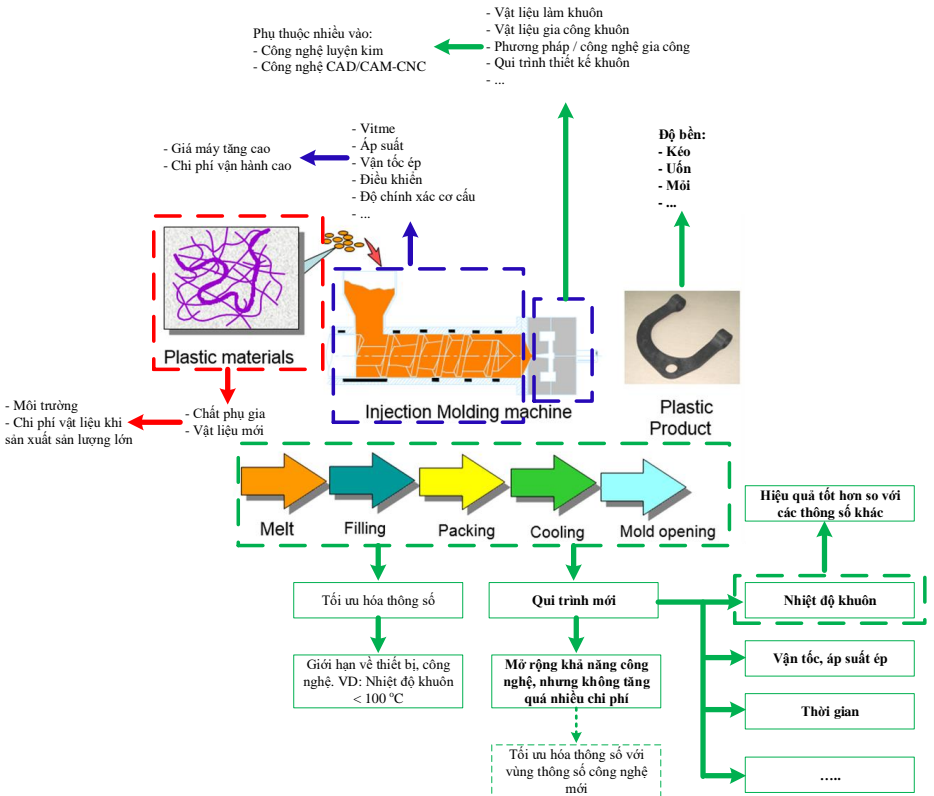 Phụ thuộc nhiều vào:
- Công nghệ luyện kim
- Công nghệ CAD/CAM-CNC
- Vật liệu làm khuôn
- Vật liệu gia công khuôn
- Phương pháp / công nghệ gia công
- Qui trình thiết kế khuôn
- ...
- Giá máy tăng cao
- Chi phí vận hành cao
- Vitme
- Áp suất
- Vận tốc ép
- Điều khiển
- Độ chính xác cơ cấu
- ...
Độ bền:
- Kéo
- Uốn
- Mỏi
- ...
Plastic materials
Injection Molding machine
Plastic
Product
- Môi trường
- Chi phí vật liệu khi
sản xuất sản lượng lớn
- Chất phụ gia
- Vật liệu mới
Melt
Filling
Packing
Cooling
Mold opening
Hiệu quả tốt hơn so với
các thông số khác
Tối ưu hóa thông số
Qui trình mới
Nhiệt độ khuôn
Giới hạn về thiết bị, công
nghệ. VD: Nhiệt độ khuôn
< 100 °C
Mở rộng khả năng công
nghệ, nhưng không tăng
quá nhiều chi phí
Vận tốc, áp suất ép
Thời gian
Tối ưu hóa thông số với
vùng thông số công nghệ
mới
…..